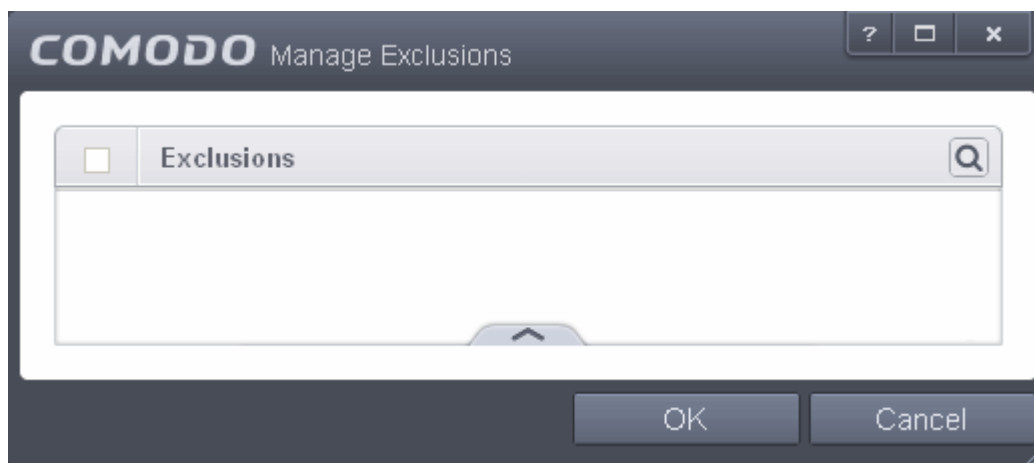 COMODO Manage Exclusions
?
Exclusions
OK
Cancel